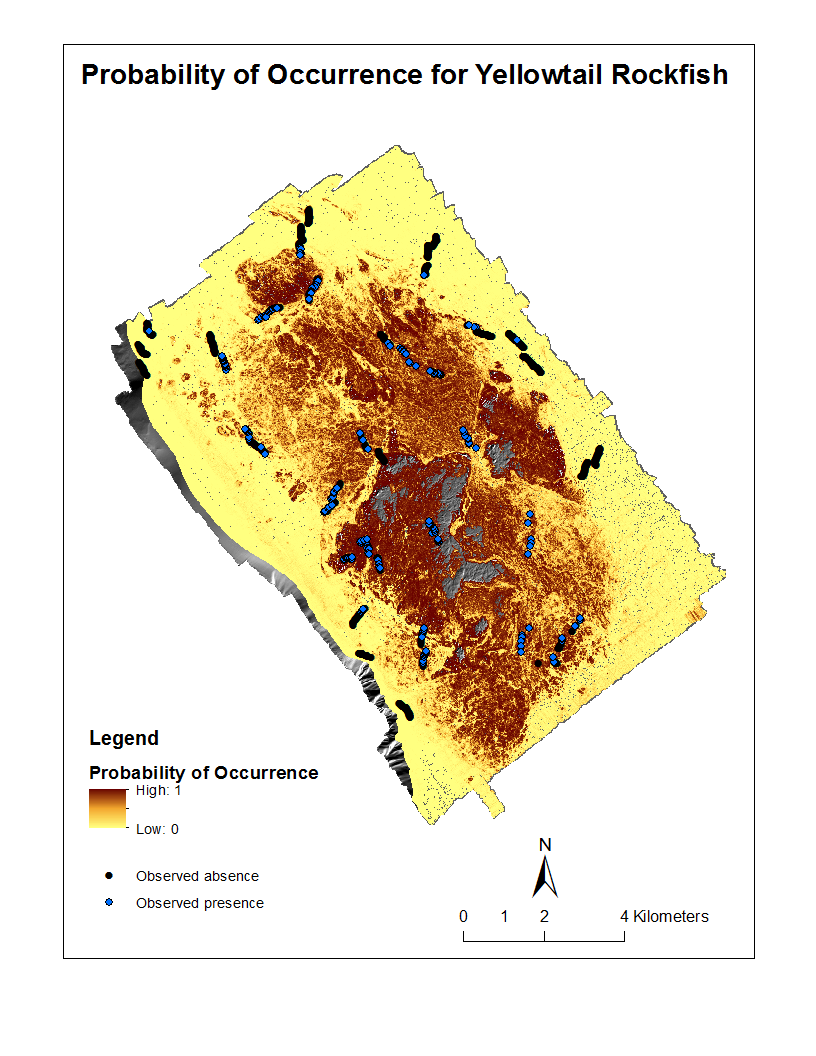 Probability of Occurrence for Yellowtail Rockfish
Legend
Probability of Occurrence
High: 1
Low: 0
Observed absence
Observed presence
N
0 1 2 4 Kilometers